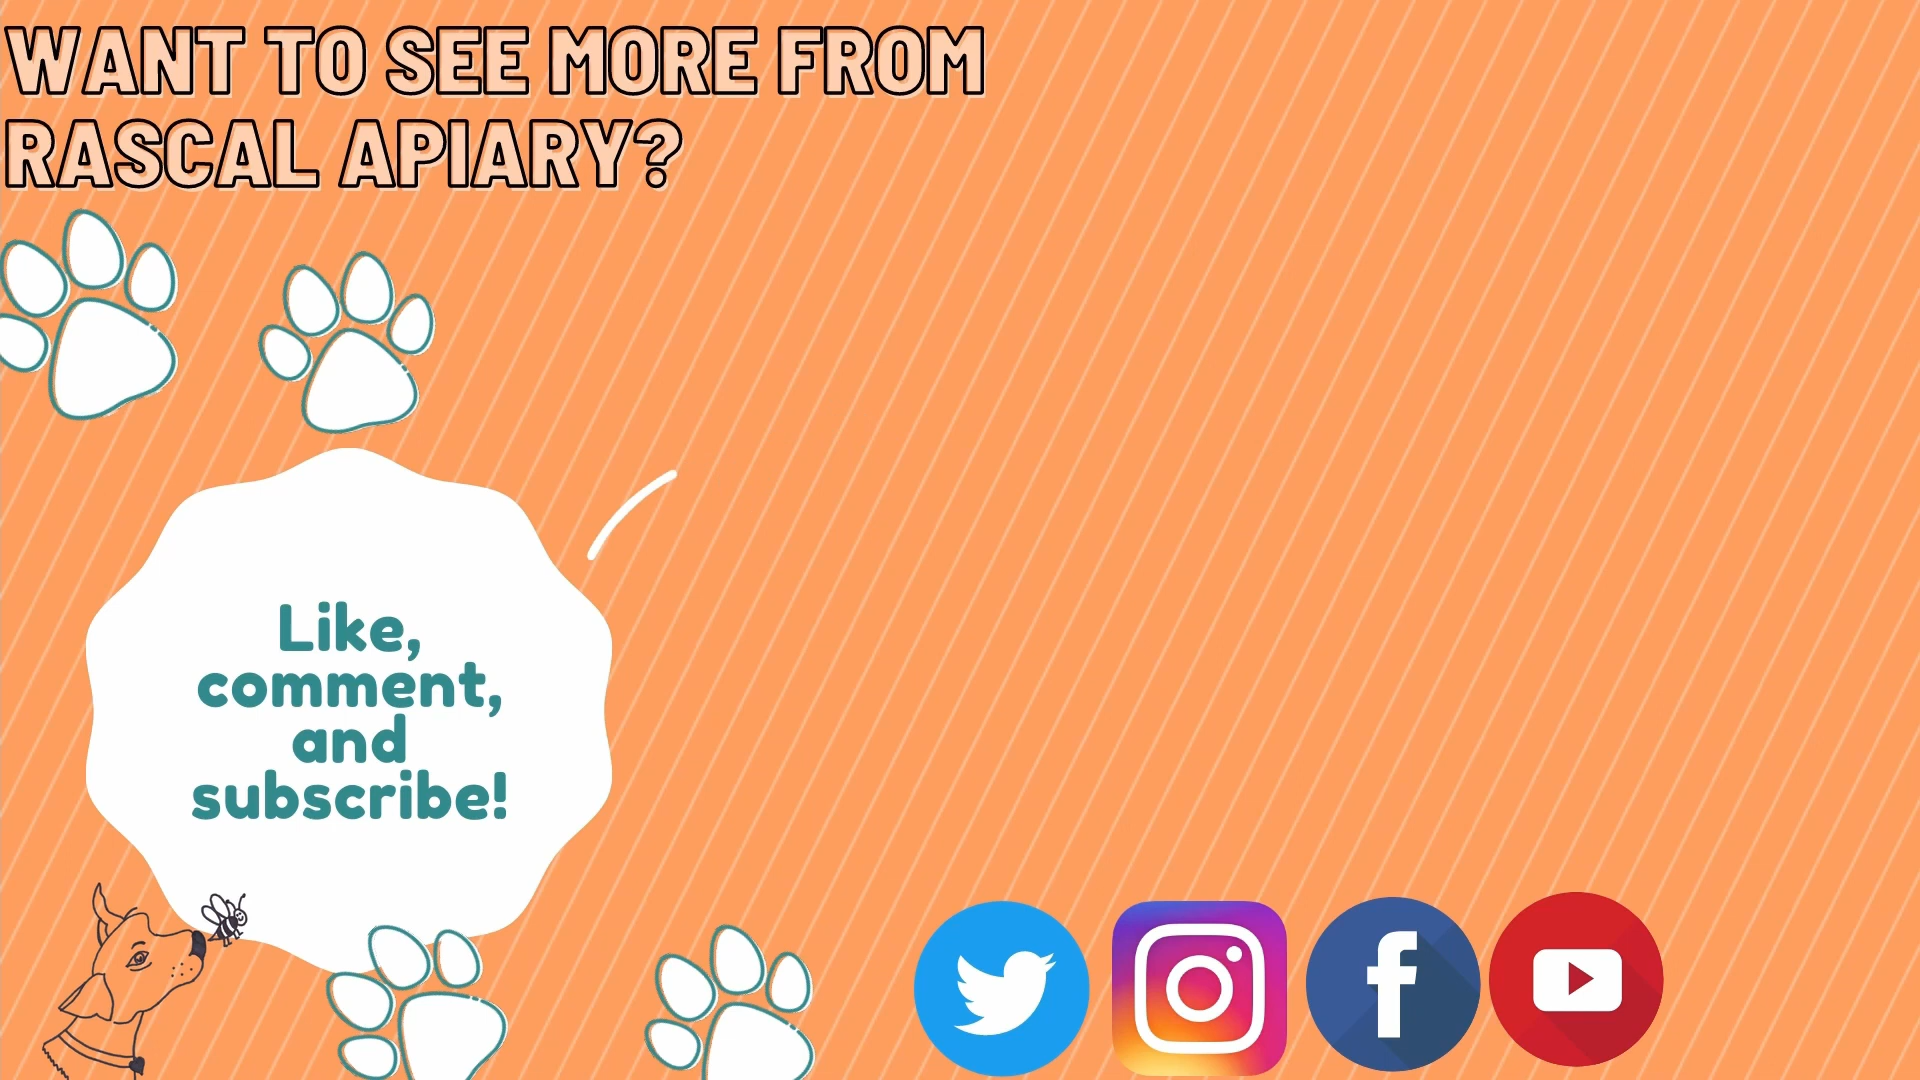 WANT TO SEE MORE FROM
RASCAL APIARY?
Like,
comment,
and
subscribe!